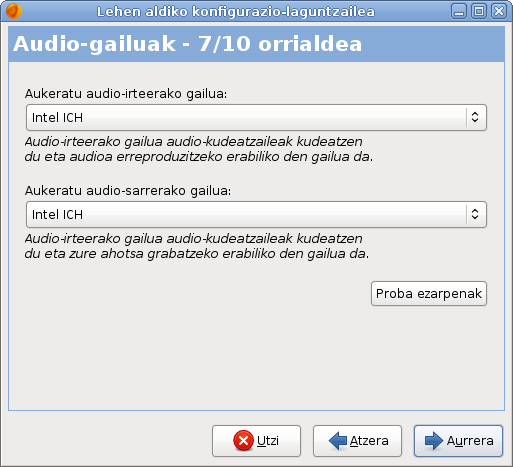 Lehen aldiko konfigurazio-laguntzailea
Audio-gailuak - 7/10 orrialdea
Aukeratu audio-irteerako gailua:
Intel ICH
Audio-irteerako gailua audio-kudeatzaileak kudeatzen
du eta audioa erreproduzitzeko erabiliko den gailua da.
Aukeratu audio-sarrerako gailua:
Intel ICH
Audio-irteerako gailua audio-kudeatzaileak kudeatzen
du eta zure ahotsa grabatzeko erabiliko den gailua da.
Proba ezarpenak
Utzi
Atzera
Aurrera